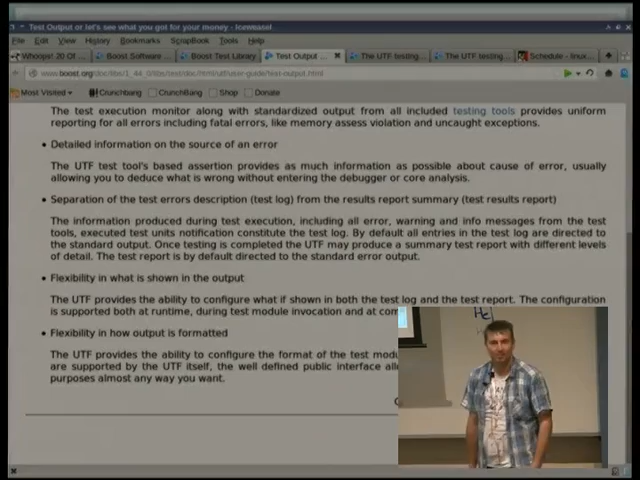 Test Output or let's see what you got for your money - Iceweasel
File Edit View History Bookmarks ScrapBook Tools Help
Whoops! 20 Of Boost Software Boost Test Library Test Output The UTF testing The UTF testing Schedule - linux
www.boost.org/doc/libs/1_44_0/libs/test/doc/html/utf/user-guide/test-output.html
Most Visited Crunchbang CrunchBang Shop Donate
The test execution monitor along with standardized output from all included testing tools provides uniform
reporting for all errors including fatal errors, like memory assess violation and uncaught exceptions.
Detailed information on the source of an error
The UTF test tool's based assertion provides as much information as possible about cause of error, usually
allowing you to deduce what is wrong without entering the debugger or core analysis.
Separation of the test errors description (test log) from the results report summary (test results report)
The information produced during test execution, including all error, warning and info messages from the test
tools, executed test units notification constitute the test log. By default all entries in the test log are directed to
the standard output. Once testing is completed the UTF may produce a summary test report with different levels
of detail. The test report is by default directed to the standard error output.
Flexibility in what is shown in the output
The UTF provides the ability to configure what if shown in both the test log and the test report. The configuration
is supported both at runtime, during test module invocation and at com
Flexibility in how output is formatted
The UTF provides the ability to configure the format of the test modu
are supported by the UTF itself, the well defined public interface allo
purposes almost any way you want.
He